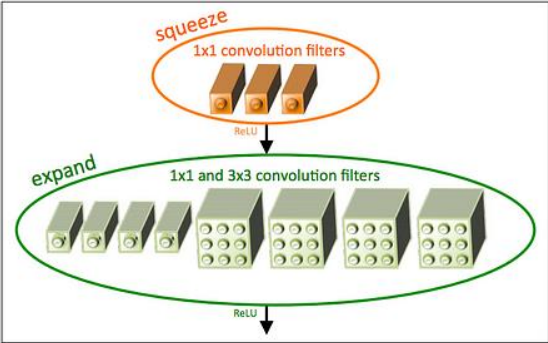 squeeze
1x1 convolution filters
ReLU
expand
1x1 and 3x3 convolution filters
ReLU